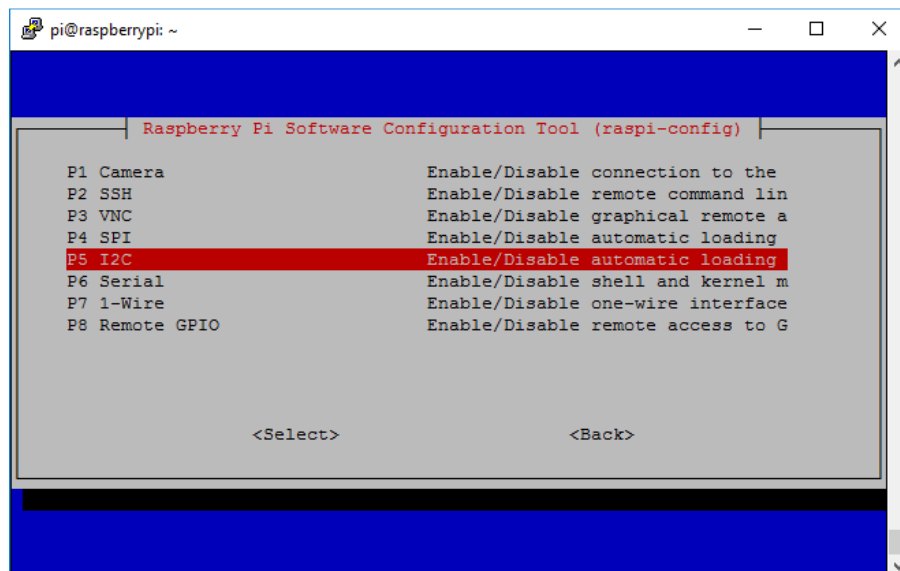 pi@raspberrypi: ~
Raspberry Pi Software Configuration Tool (raspi-config)
P1 Camera Enable/Disable connection to the
P2 SSH Enable/Disable remote command lin
P3 VNC Enable/Disable graphical remote a
P4 SPI Enable/Disable automatic loading
P5 I2C Enable/Disable automatic loading
P6 Serial Enable/Disable shell and kernel m
P7 1-Wire Enable/Disable one-wire interface
P8 Remote GPIO Enable/Disable remote access to G
<Select> <Back>